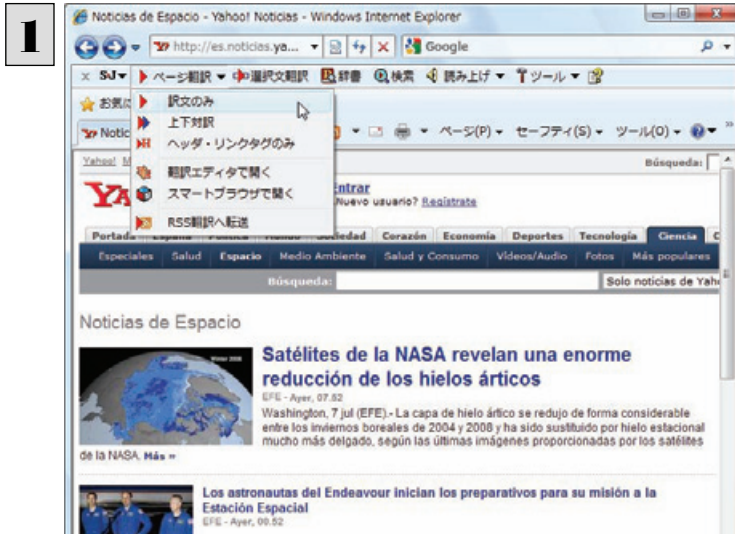 1
Noticias de Espacio - Yahoo! Noticias - Windows Internet Explorer
http://es.noticias.ya...
Google
SJ ページ翻訳 選択文翻訳 辞書 検索 読み上げ ツール
お気に
訳文のみ
上下対訳
Notic
ページ(P) セーフティ(S) ツール(O)
ヘッダ・リンクタグのみ
Yahoo! M
Búsqueda:
翻訳エディタで開く
YA
Entrar
スマートブラウザで開く
¿Nuevo usuario? Regístrate
RSS翻訳へ転送
Portada España Política Mundo Sociedad Corazón Economía Deportes Tecnología Ciencia C
Especiales Salud Espacio Medio Ambiente Salud y Consumo Vídeos/Audio Fotos Más populares
Búsqueda:
Solo noticias de Yah
Noticias de Espacio
Winter 2008
Satélites de la NASA revelan una enorme
reducción de los hielos árticos
EFE - Ayer, 07.52
Washington, 7 jul (EFE).- La capa de hielo ártico se redujo de forma considerable
entre los inviernos boreales de 2004 y 2008 y ha sido sustituido por hielo estacional
mucho más delgado, según las últimas imágenes proporcionadas por los satélites
de la NASA. Más »
Los astronautas del Endeavour inician los preparativos para su misión a la
Estación Espacial
EFE - Ayer, 00.52